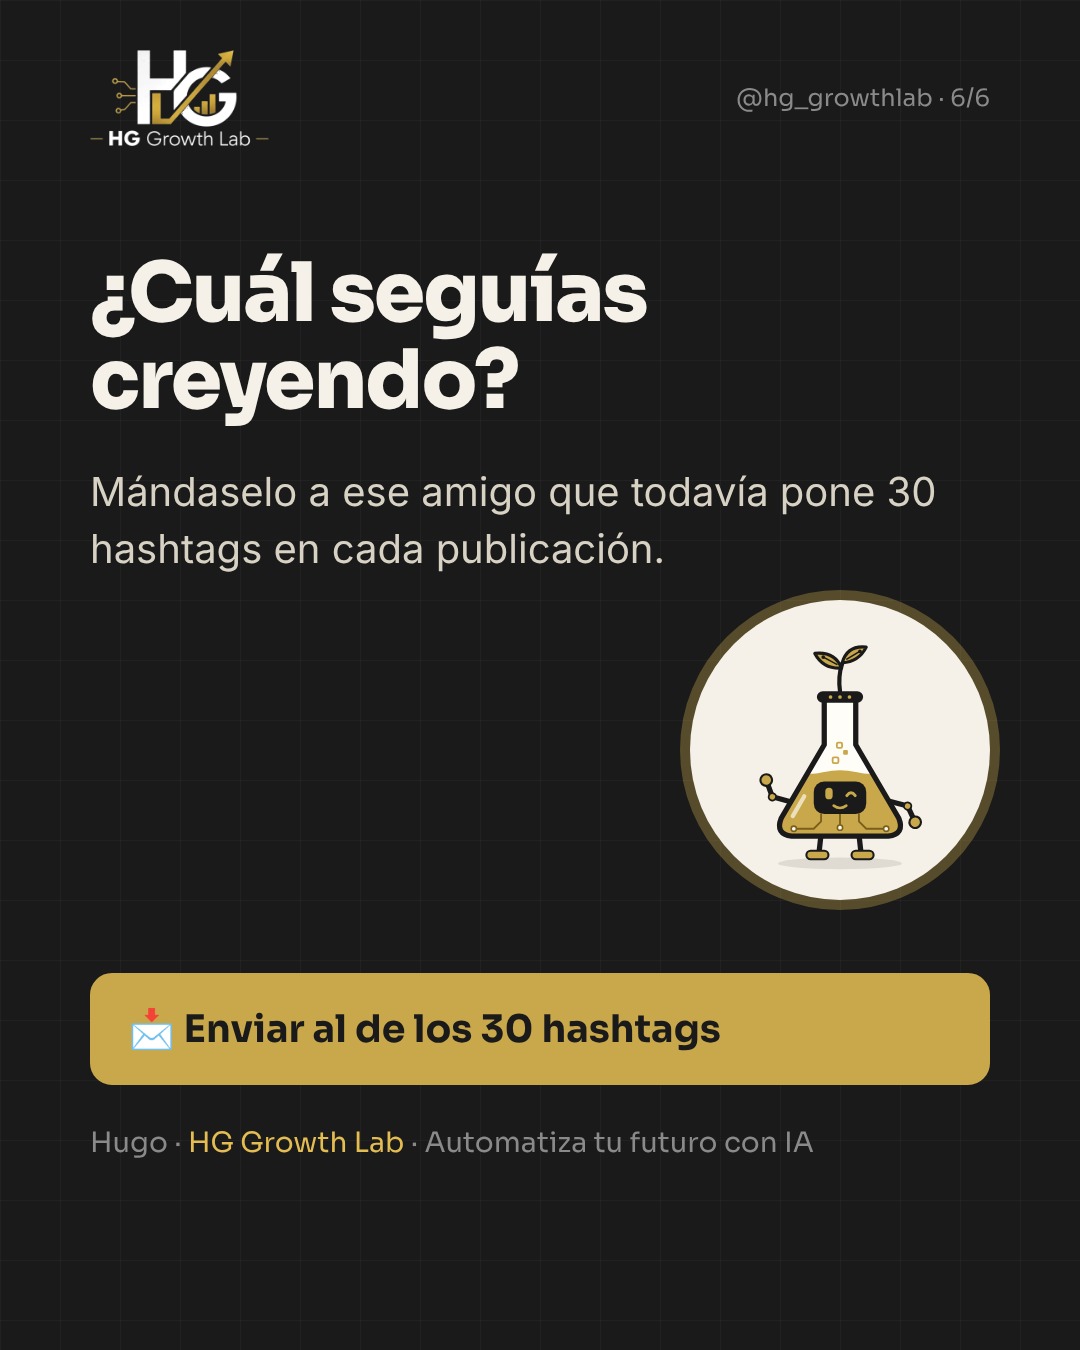 HG
HG Growth Lab
@hg_growthlab · 6/6
¿Cuál seguías
creyendo?
Mándaselo a ese amigo que todavía pone 30
hashtags en cada publicación.
📩 Enviar al de los 30 hashtags
Hugo · HG Growth Lab · Automatiza tu futuro con IA